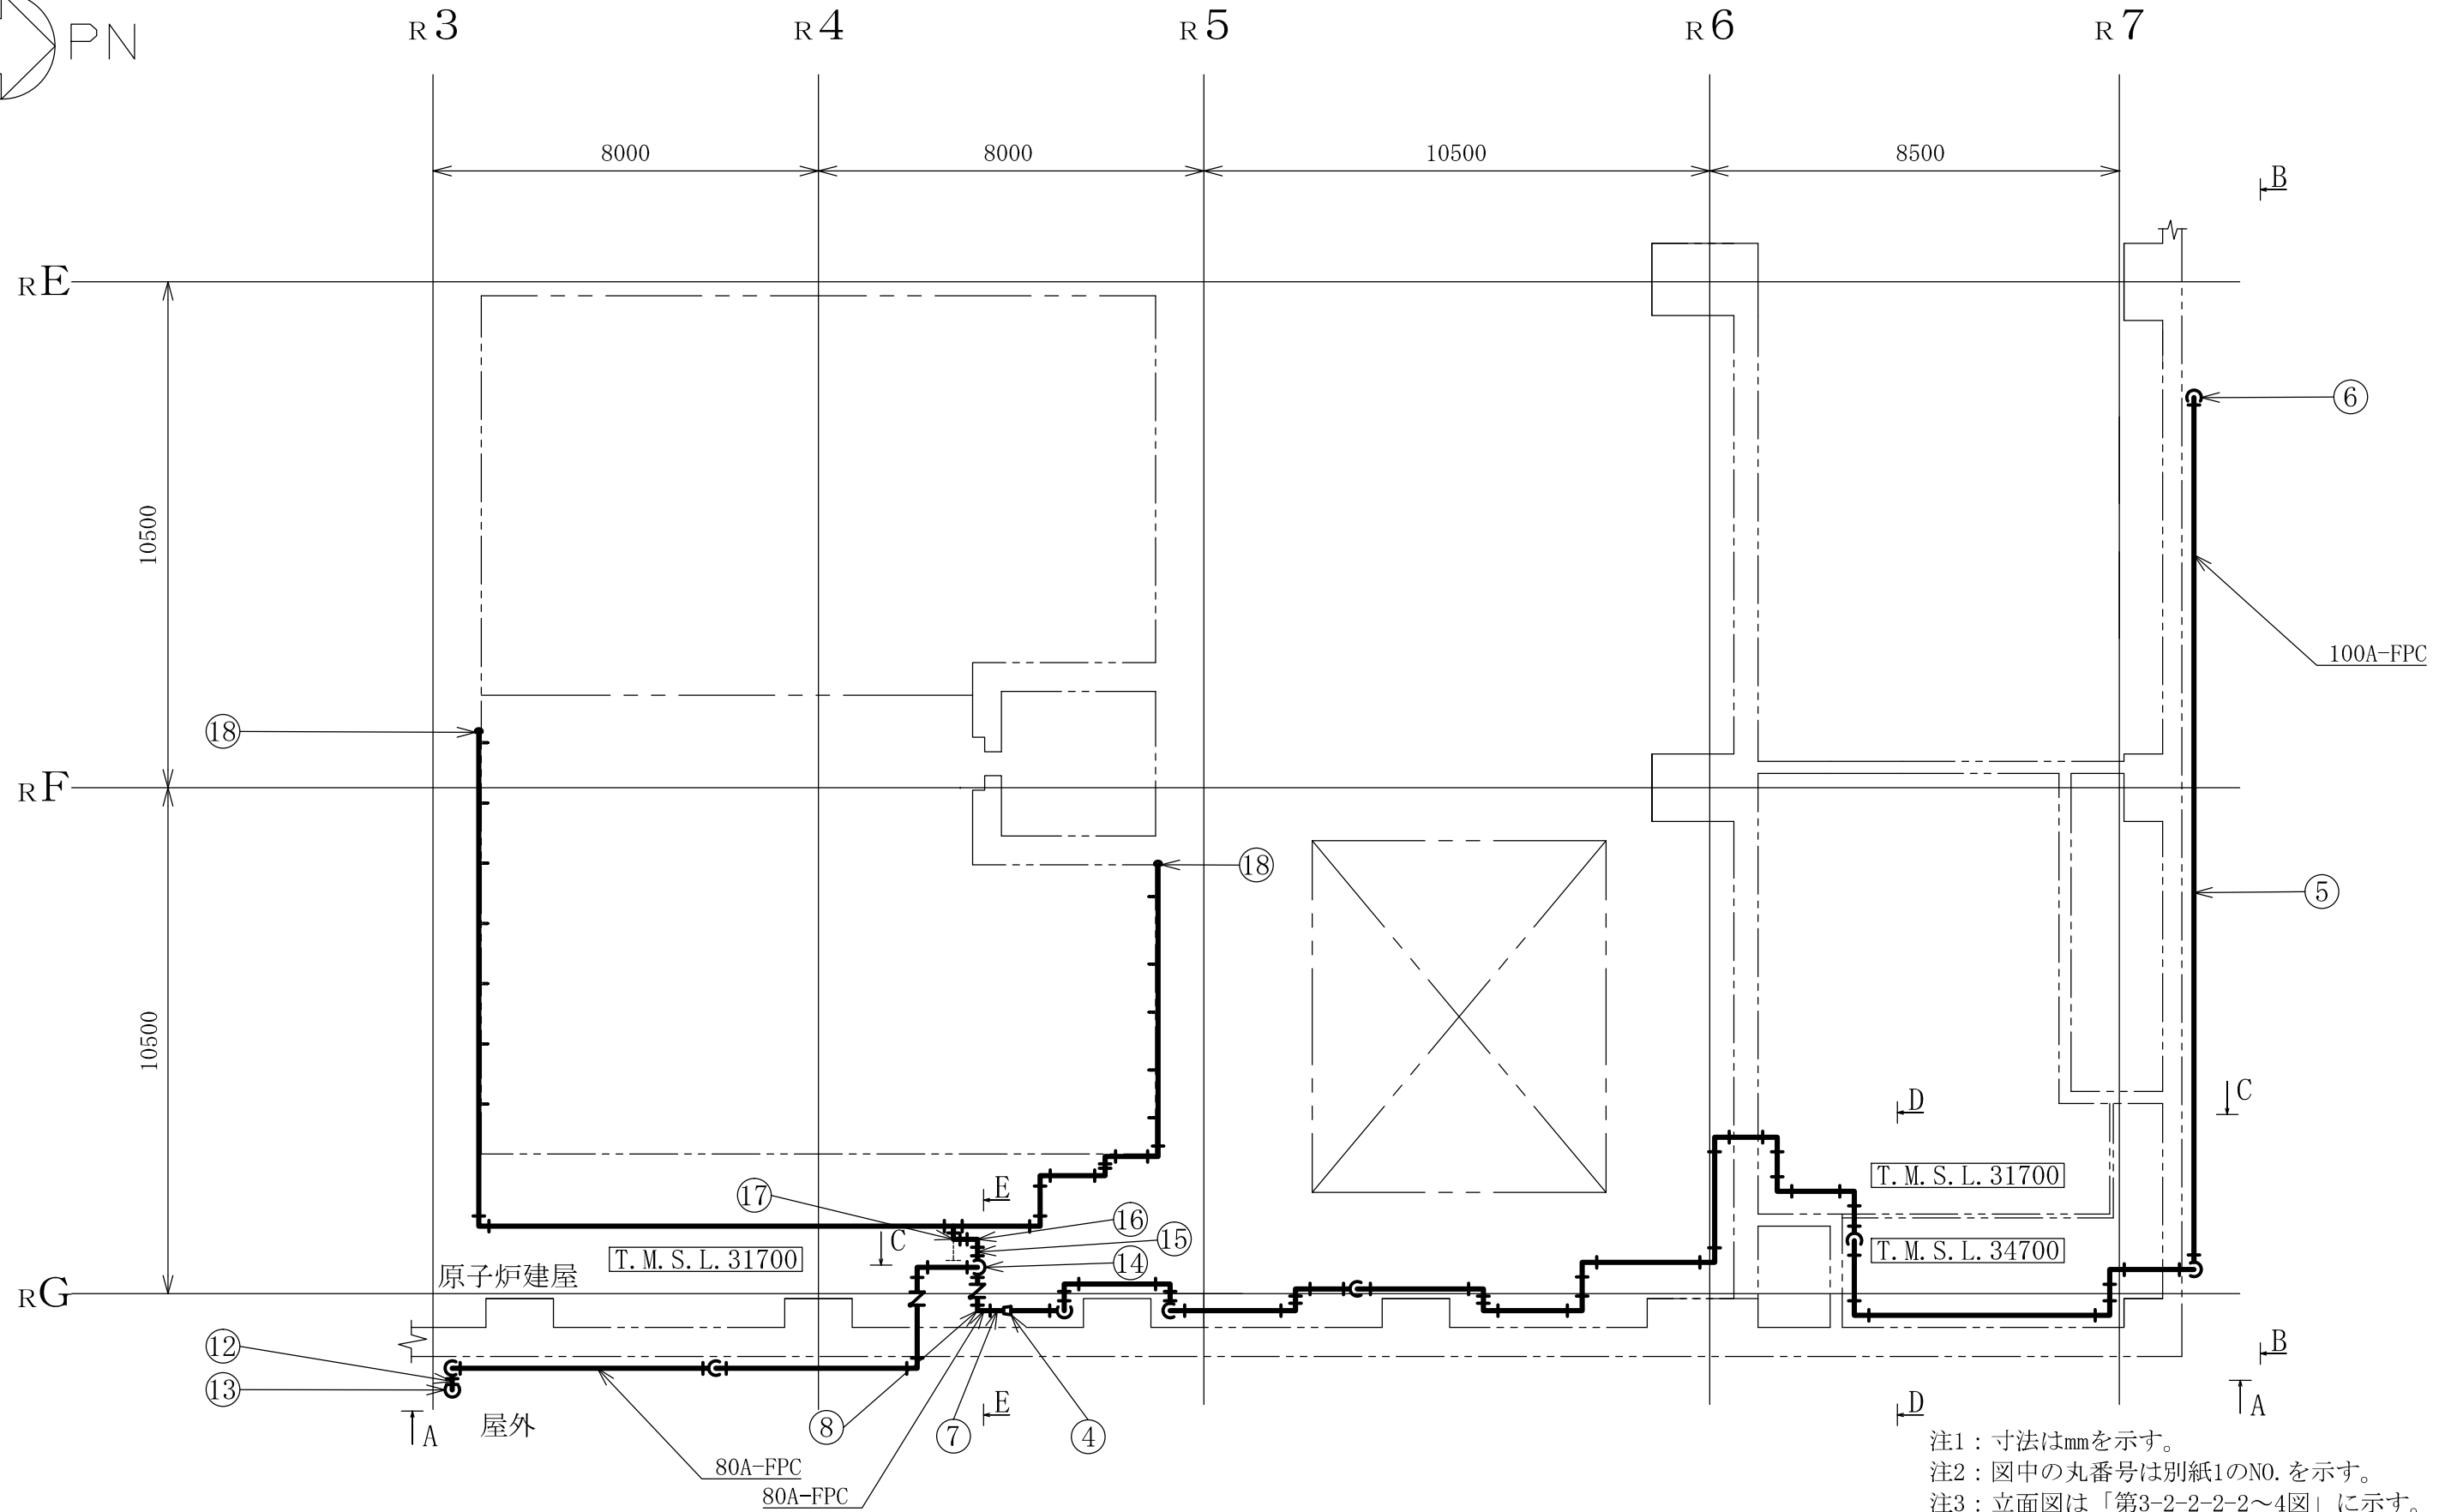 PN
R3 R4 R5 R6 R7
8000 8000 10500 8500
B
RE
⑥
10500
100A-FPC
⑱
RF
⑱
⑤
10500
C
D
T.M.S.L.31700
⑰ E ⑯
⑮
C
T.M.S.L.31700
⑭
T.M.S.L.34700
原子炉建屋
RG
⑫
⑬
B
A
屋外
⑧ ⑦ ④
E
D
A
80A-FPC
80A-FPC
注1：寸法はmmを示す。
注2：図中の丸番号は別紙1のNO.を示す。
注3：立面図は「第3-2-2-2-2～4図」に示す。